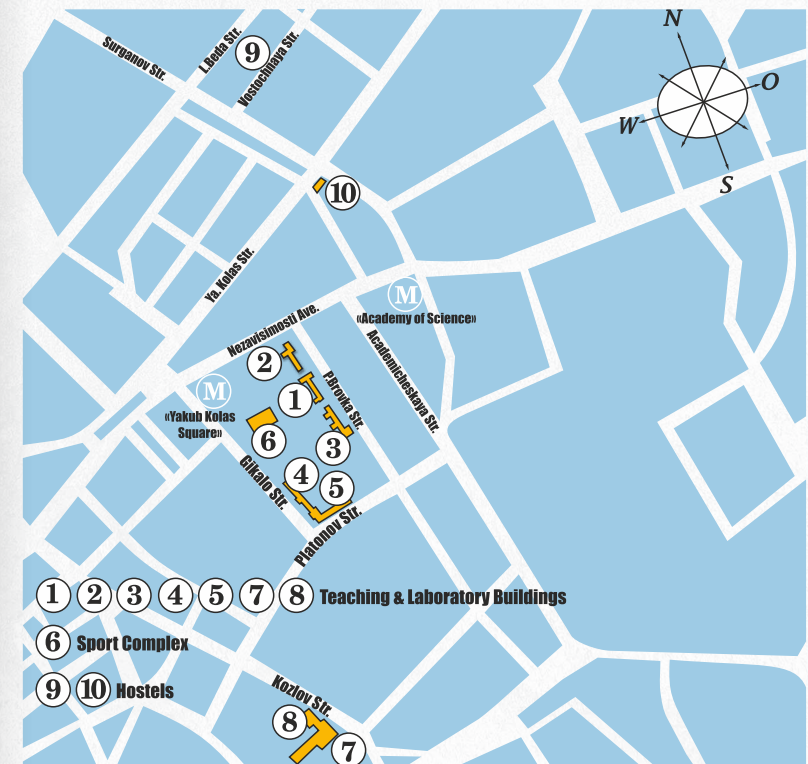 N
O
W
S
Surganov Str.
L.Beda Str.
9
Vostochnaya Str.
10
Ya. Kolas Str.
M
«Academy of Science»
Nezavisimosti Ave.
Academicheskaya Str.
2
P.Brovka Str.
M
«Yakub Kolas
Square»
1
6
3
4
5
Gikalo Str.
Platonov Str.
1 2 3 4 5 7 8 Teaching & Laboratory Buildings
6 Sport Complex
9 10 Hostels
Kozlov Str.
8
7